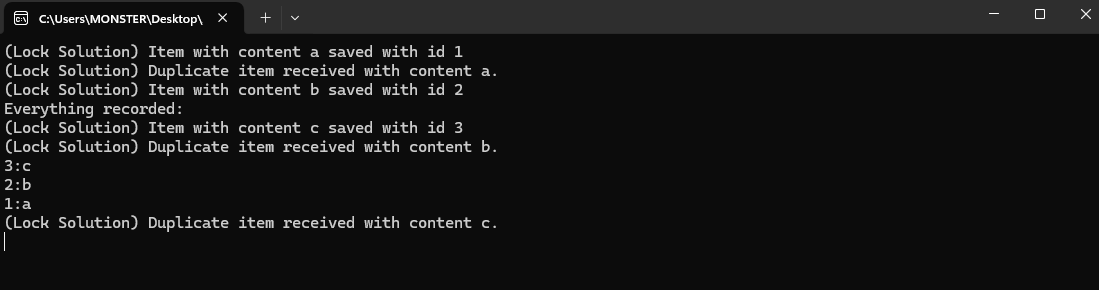 C:\Users\MONSTER\Desktop\
(Lock Solution) Item with content a saved with id 1
(Lock Solution) Duplicate item received with content a.
(Lock Solution) Item with content b saved with id 2
Everything recorded:
(Lock Solution) Item with content c saved with id 3
(Lock Solution) Duplicate item received with content b.
3:c
2:b
1:a
(Lock Solution) Duplicate item received with content c.